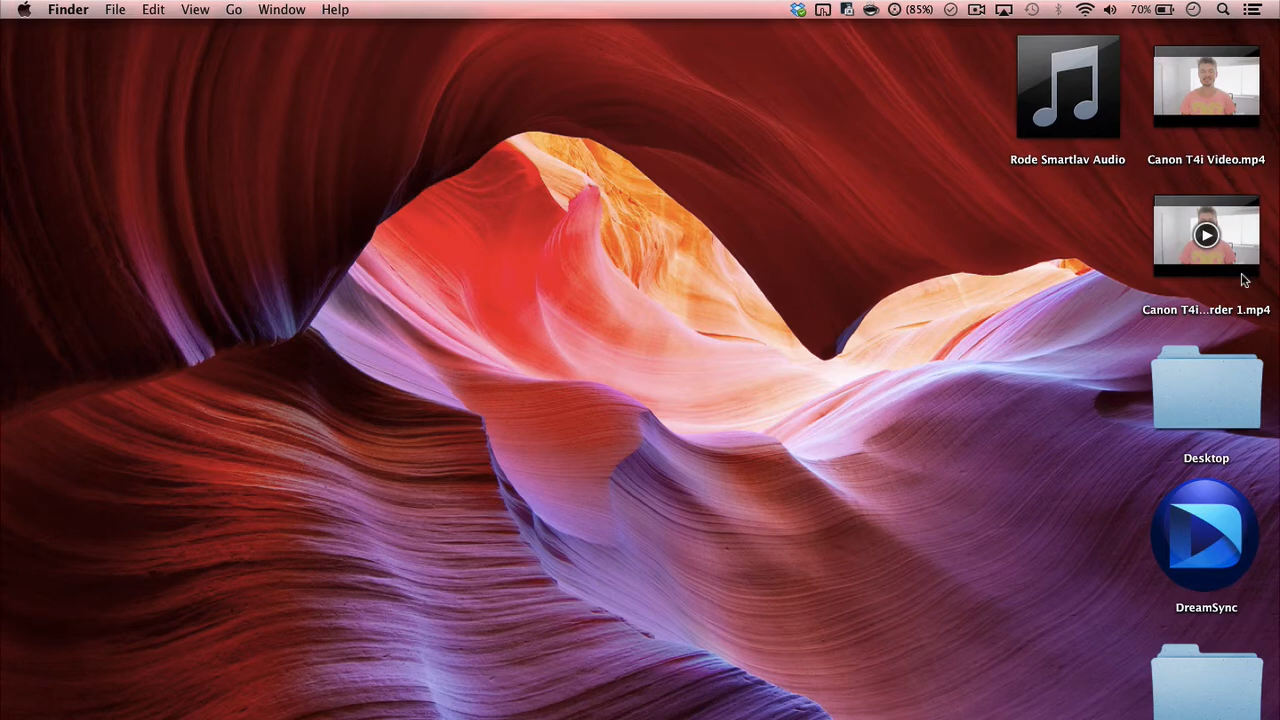 Finder File Edit View Go Window Help (85%) 70%
Rode Smartlav Audio
Canon T4i Video.mp4
Canon T4i...rder 1.mp4
Desktop
DreamSync